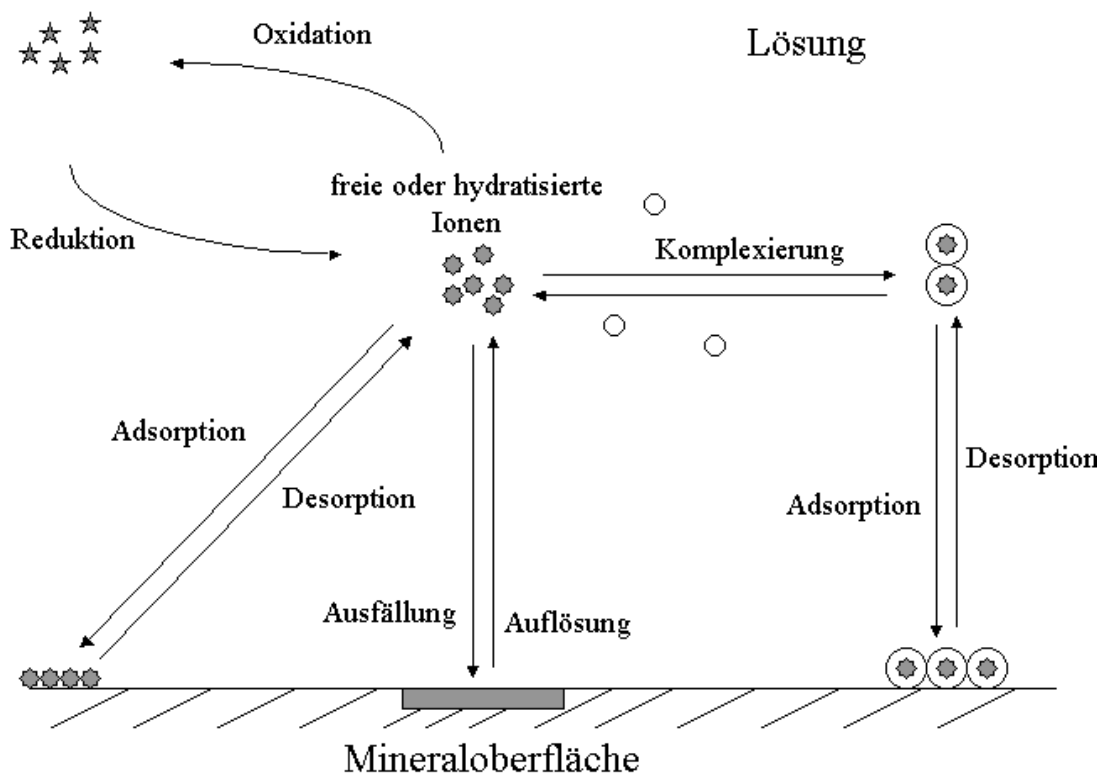 Oxidation
Lösung
freie oder hydratisierte
Ionen
Reduktion
Komplexierung
Adsorption
Desorption
Desorption
Adsorption
Ausfällung
Auflösung
Mineraloberfläche